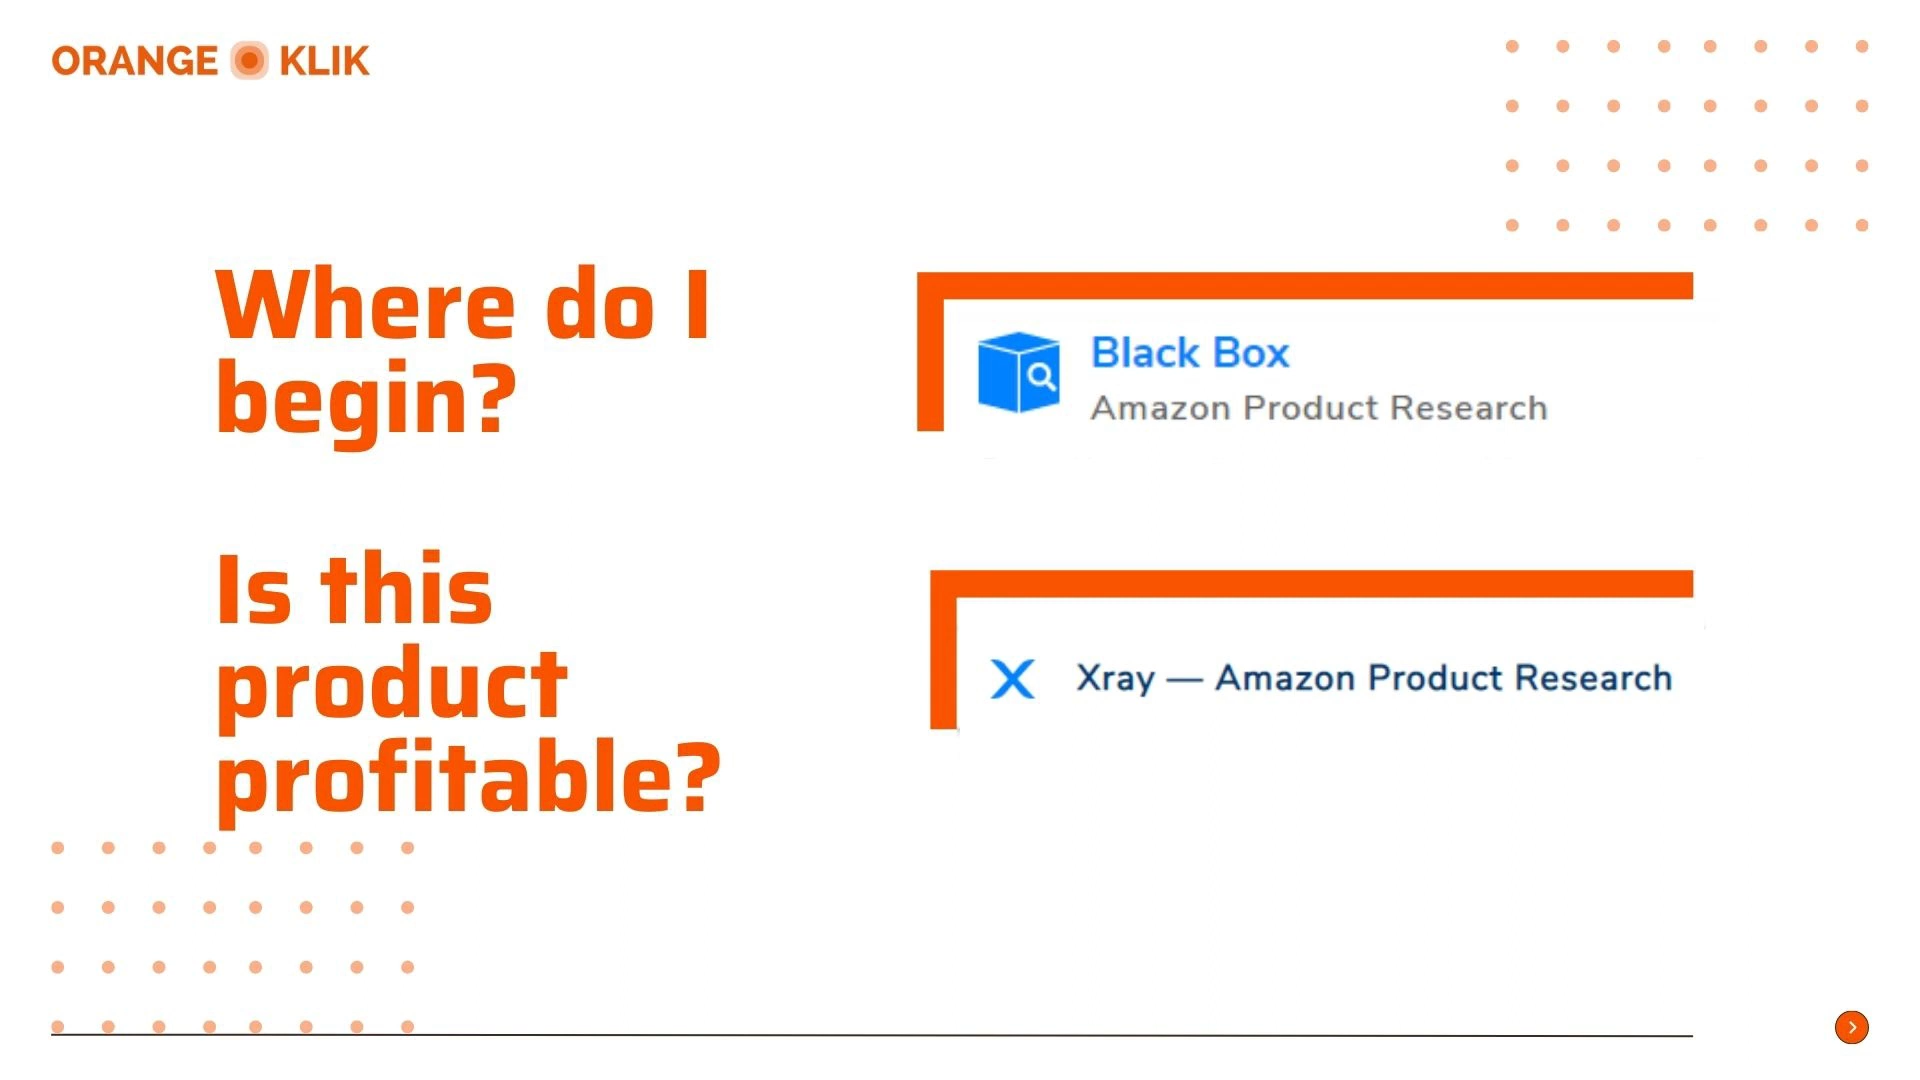 ORANGE KLIK
Where do I
begin?
Black Box
Amazon Product Research
Is this
product
profitable?
Xray — Amazon Product Research